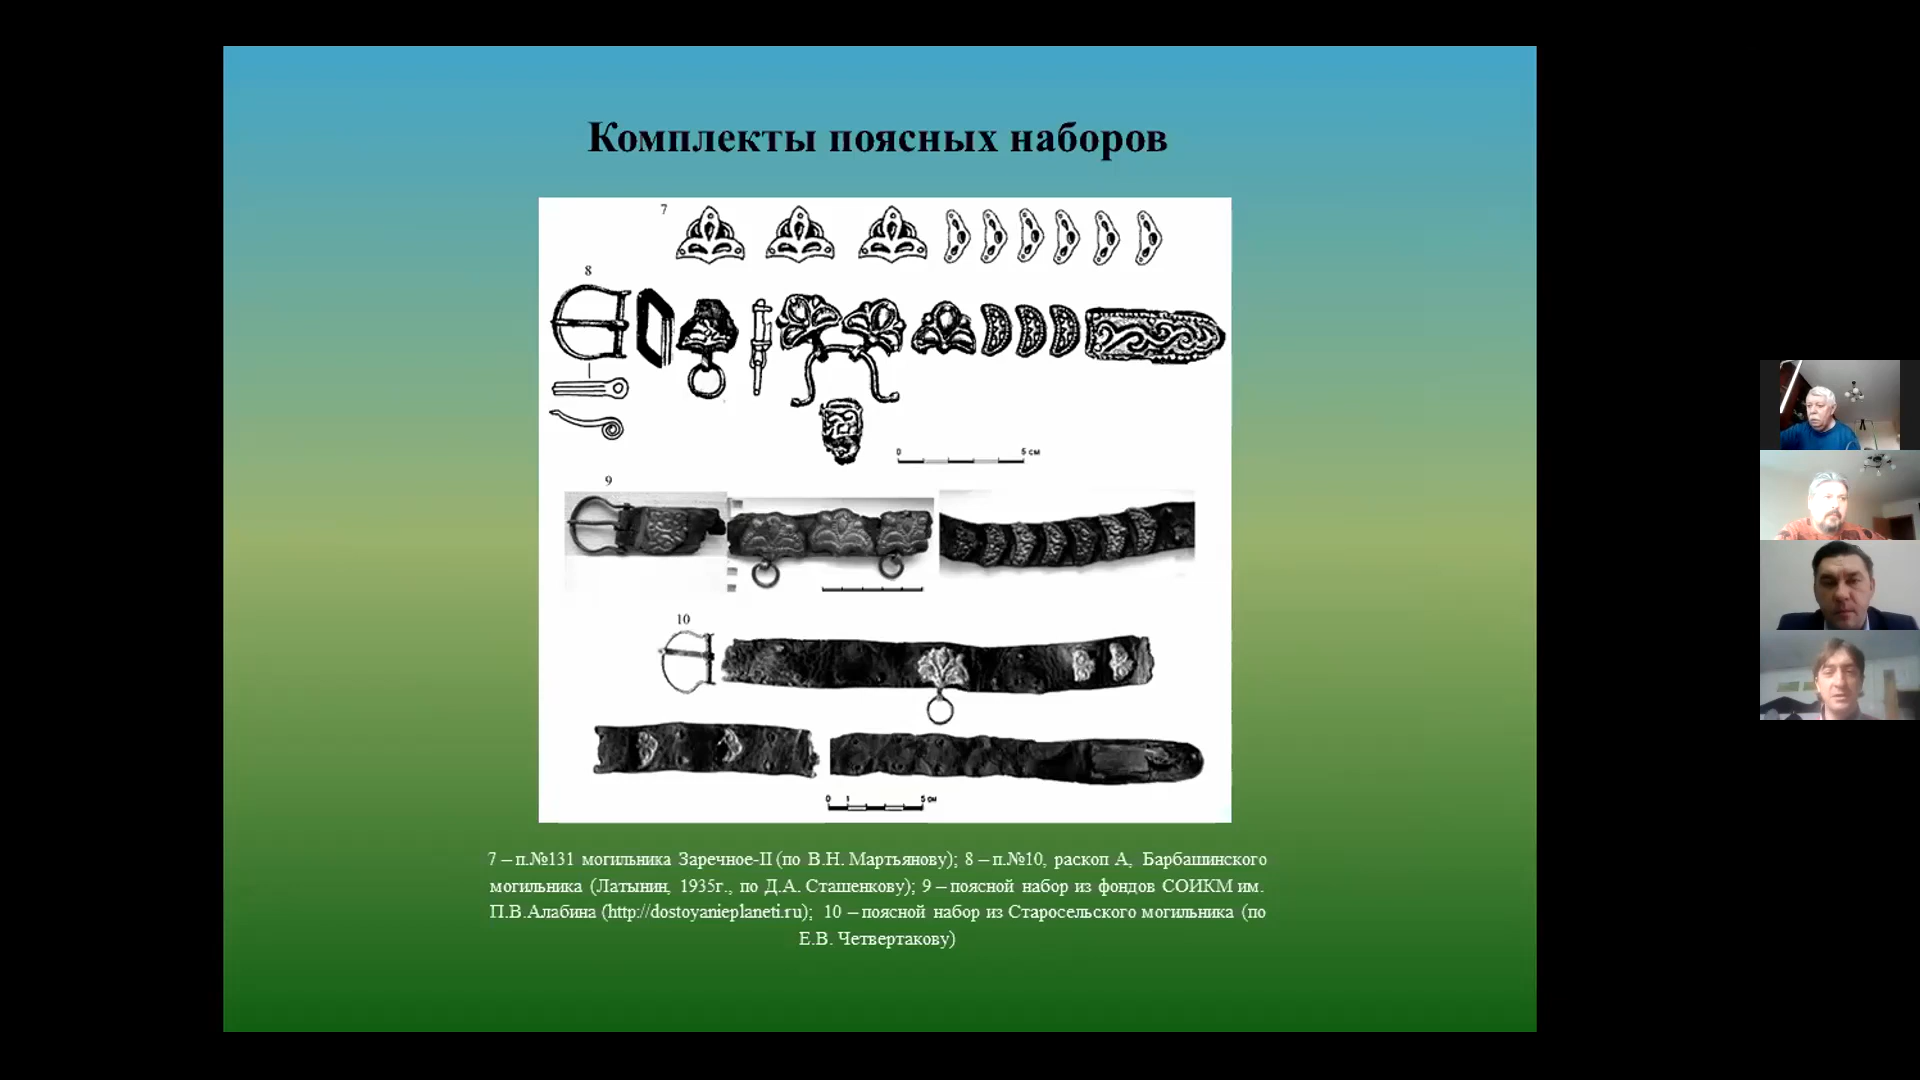 Комплекты поясных наборов
7
8
0 5 см
9
10
0 1 5 см
7 – п.№131 могильника Заречное-II (по В.Н. Мартьянову); 8 – п.№10, раскоп А, Барбашинского
могильника (Латынин, 1935г., по Д.А. Сташенкову); 9 – поясной набор из фондов СОИКМ им.
П.В.Алабина (http://dostoyanieplaneti.ru); 10 – поясной набор из Старосельского могильника (по
Е.В. Четвертакову)